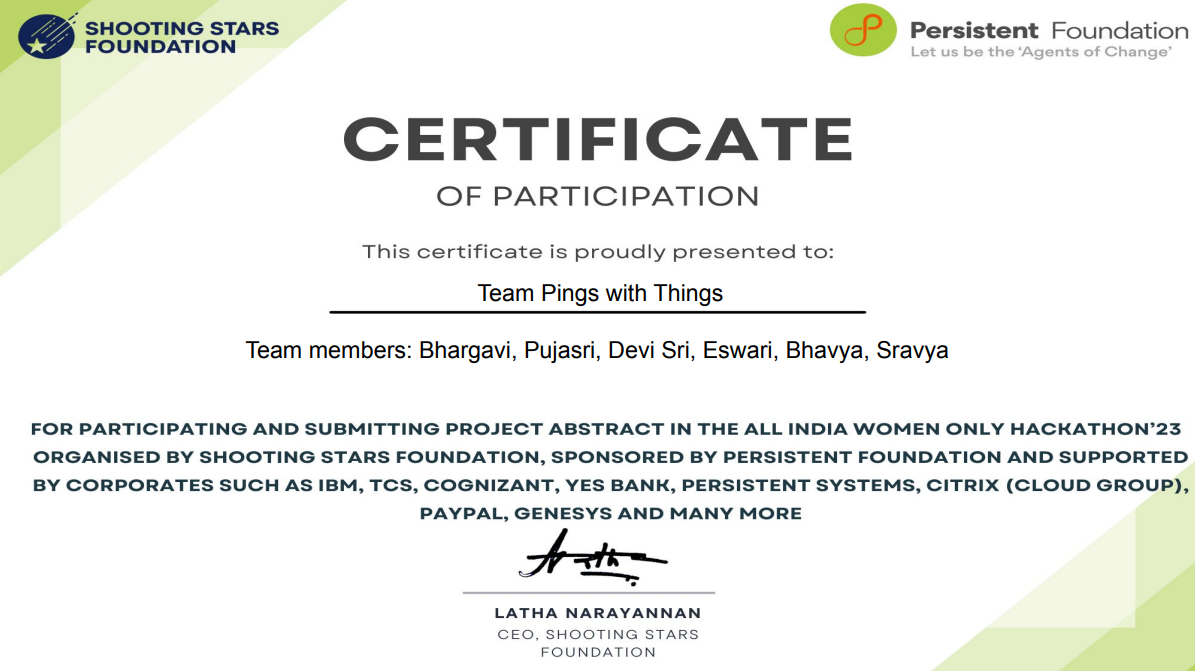 SHOOTING STARS
FOUNDATION
Persistent Foundation
Let us be the ‘Agents of Change’
CERTIFICATE
OF PARTICIPATION
This certificate is proudly presented to:
Team Pings with Things
Team members: Bhargavi, Pujasri, Devi Sri, Eswari, Bhavya, Sravya
FOR PARTICIPATING AND SUBMITTING PROJECT ABSTRACT IN THE ALL INDIA WOMEN ONLY HACKATHON’23
ORGANISED BY SHOOTING STARS FOUNDATION, SPONSORED BY PERSISTENT FOUNDATION AND SUPPORTED
BY CORPORATES SUCH AS IBM, TCS, COGNIZANT, YES BANK, PERSISTENT SYSTEMS, CITRIX (CLOUD GROUP),
PAYPAL, GENESYS AND MANY MORE
LATHA NARAYANNAN
CEO, SHOOTING STARS
FOUNDATION